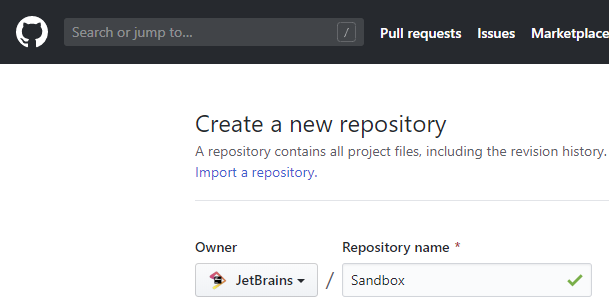 Search or jump to... /
Pull requests Issues Marketplace
Create a new repository
A repository contains all project files, including the revision history.
Import a repository.
Owner Repository name *
JetBrains / Sandbox